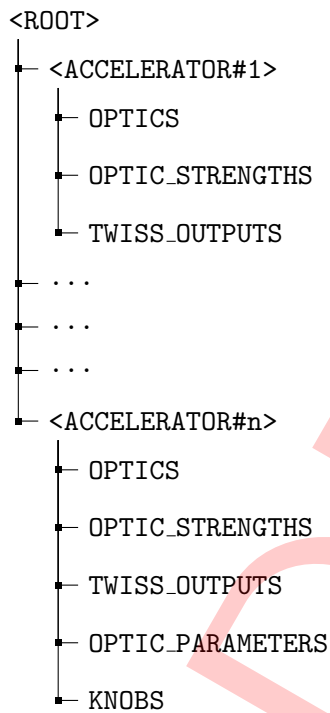 <ROOT>
<ACCELERATOR#1>
OPTICS
OPTIC_STRENGTHS
TWISS_OUTPUTS
...
...
...
<ACCELERATOR#n>
OPTICS
OPTIC_STRENGTHS
TWISS_OUTPUTS
OPTIC_PARAMETERS
KNOBS